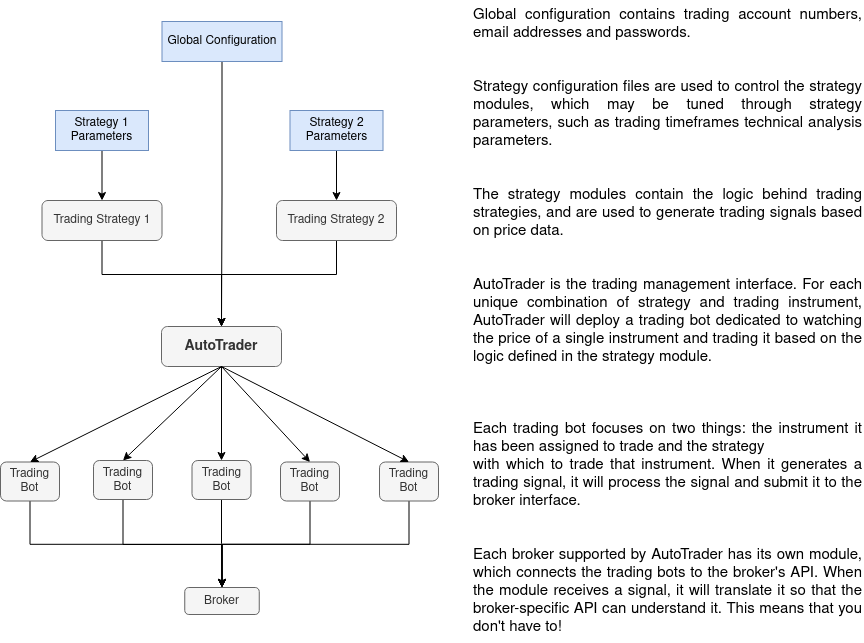 Global Configuration
Global configuration contains trading account numbers,
email addresses and passwords.
Strategy 1
Parameters
Strategy 2
Parameters
Strategy configuration files are used to control the strategy
modules, which may be tuned through strategy
parameters, such as trading timeframes technical analysis
parameters.
Trading Strategy 1
Trading Strategy 2
The strategy modules contain the logic behind trading
strategies, and are used to generate trading signals based
on price data.
AutoTrader
AutoTrader is the trading management interface. For each
unique combination of strategy and trading instrument,
AutoTrader will deploy a trading bot dedicated to watching
the price of a single instrument and trading it based on the
logic defined in the strategy module.
Trading
Bot
Trading
Bot
Trading
Bot
Trading
Bot
Trading
Bot
Each trading bot focuses on two things: the instrument it
has been assigned to trade and the strategy
with which to trade that instrument. When it generates a
trading signal, it will process the signal and submit it to the
broker interface.
Broker
Each broker supported by AutoTrader has its own module,
which connects the trading bots to the broker's API. When
the module receives a signal, it will translate it so that the
broker-specific API can understand it. This means that you
don't have to!